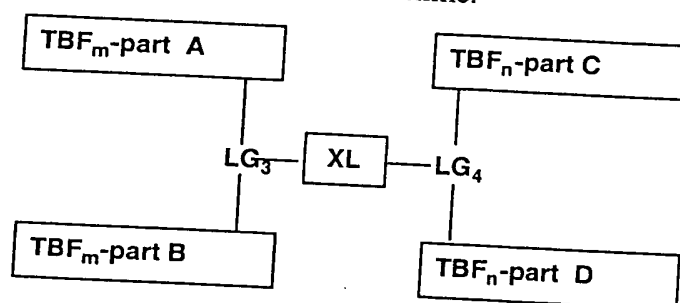 TBFm-part A
TBFn-part C
LG3
XL
LG4
TBFm-part B
TBFn-part D